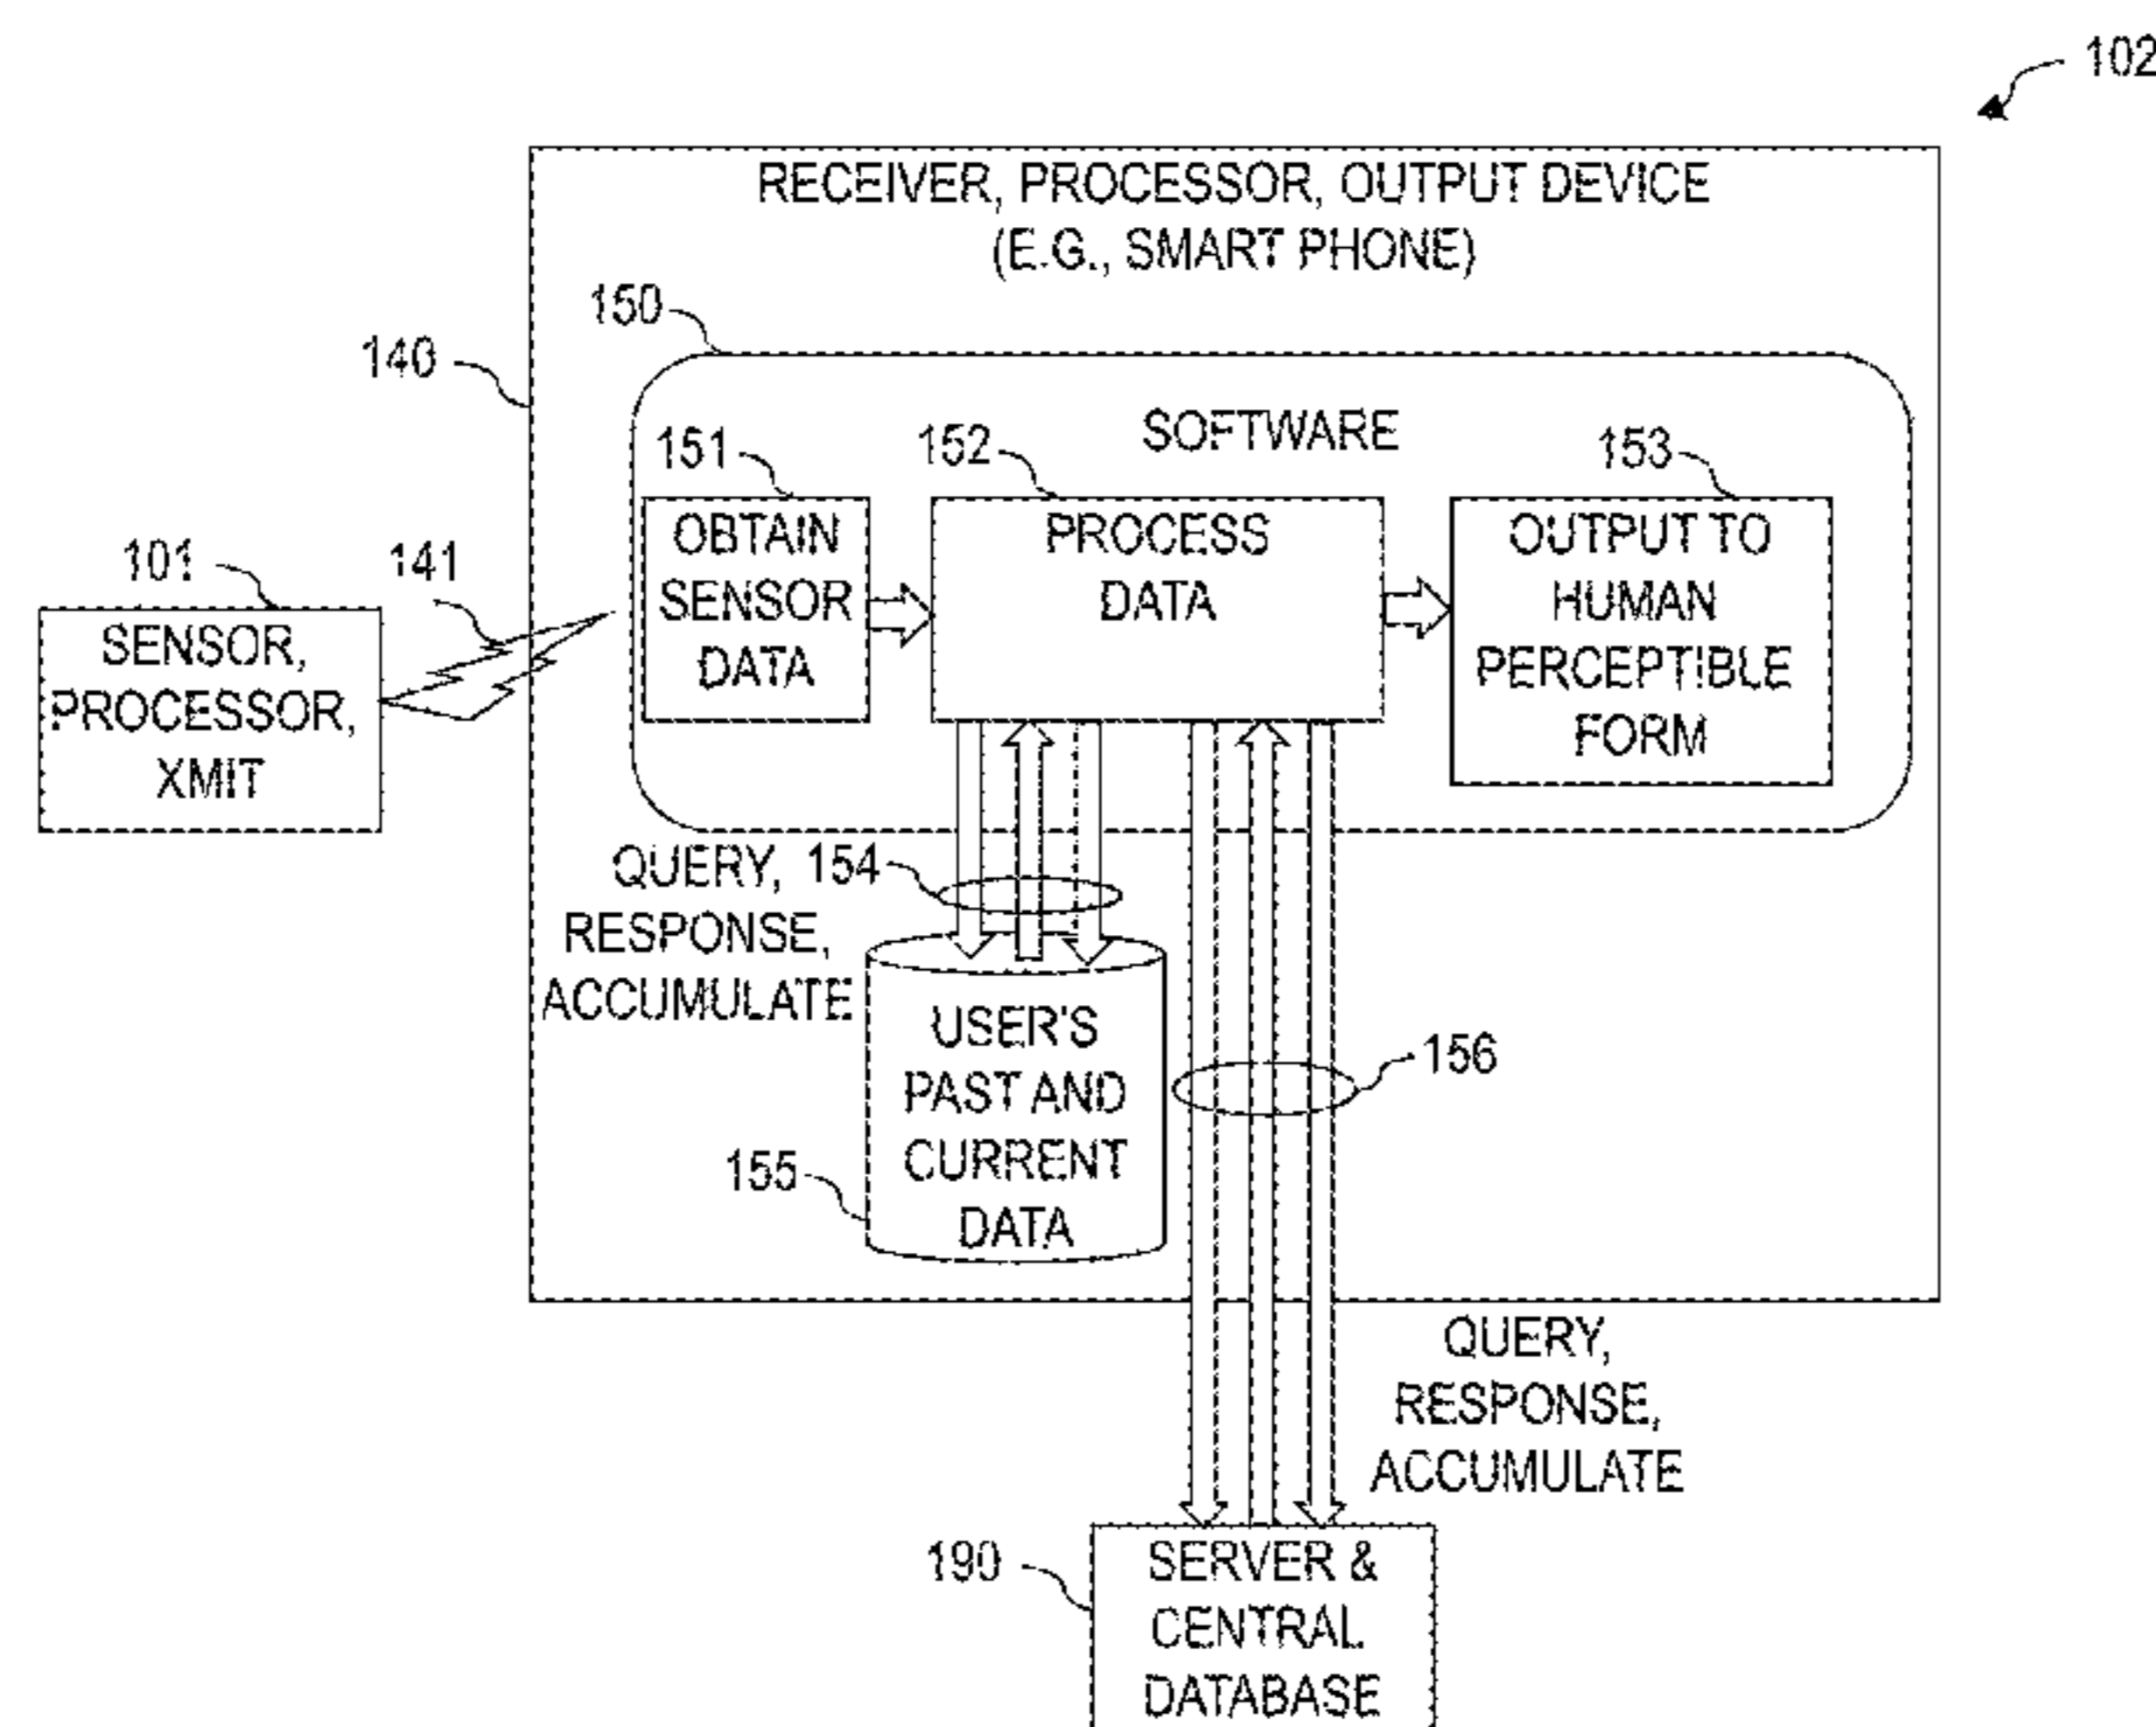 102
RECEIVER, PROCESSOR, OUTPUT DEVICE
(E.G., SMART PHONE)
150
140
SOFTWARE
151
152
153
OBTAIN
SENSOR
DATA
PROCESS
DATA
OUTPUT TO
HUMAN
PERCEPTIBLE
FORM
101
141
SENSOR,
PROCESSOR,
XMIT
QUERY,
RESPONSE,
ACCUMULATE
154
USER'S
PAST AND
CURRENT
DATA
155
156
QUERY,
RESPONSE,
ACCUMULATE
190
SERVER &
CENTRAL
DATABASE